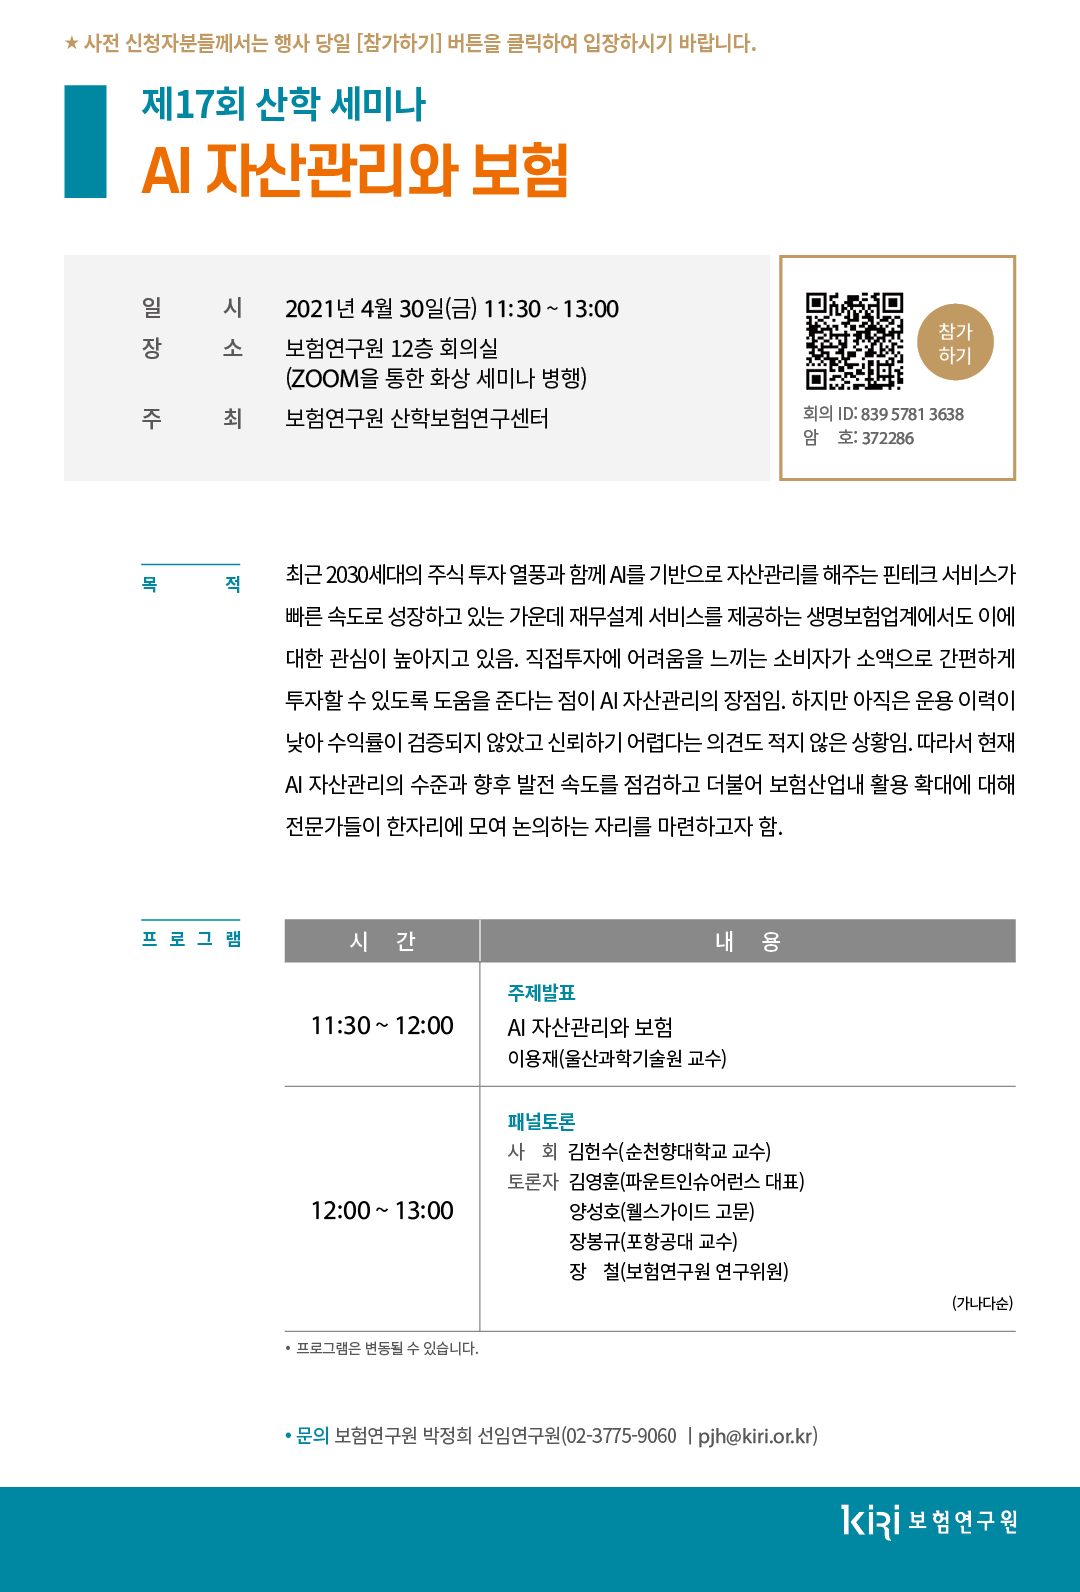 ★ 사전 신청자분들께서는 행사 당일 [참가하기] 버튼을 클릭하여 입장하시기 바랍니다.
제17회 산학 세미나
AI 자산관리와 보험
일 시 2021년 4월 30일(금) 11:30 ~ 13:00
장 소 보험연구원 12층 회의실
(ZOOM을 통한 화상 세미나 병행)
주 최 보험연구원 산학보험연구센터
참가
하기
회의 ID: 839 5781 3638
암 호: 372286
목 적
최근 2030세대의 주식 투자 열풍과 함께 AI를 기반으로 자산관리를 해주는 핀테크 서비스가
빠른 속도로 성장하고 있는 가운데 재무설계 서비스를 제공하는 생명보험업계에서도 이에
대한 관심이 높아지고 있음. 직접투자에 어려움을 느끼는 소비자가 소액으로 간편하게
투자할 수 있도록 도움을 준다는 점이 AI 자산관리의 장점임. 하지만 아직은 운용 이력이
낮아 수익률이 검증되지 않았고 신뢰하기 어렵다는 의견도 적지 않은 상황임. 따라서 현재
AI 자산관리의 수준과 향후 발전 속도를 점검하고 더불어 보험산업내 활용 확대에 대해
전문가들이 한자리에 모여 논의하는 자리를 마련하고자 함.
프 로 그 램
시 간 내 용
주제발표
11:30 ~ 12:00 AI 자산관리와 보험
이용재(울산과학기술원 교수)
패널토론
사 회 김헌수(순천향대학교 교수)
토론자 김영훈(파운트인슈어런스 대표)
12:00 ~ 13:00 양성호(웰스가이드 고문)
장봉규(포항공대 교수)
장 철(보험연구원 연구위원)
(가나다순)
• 프로그램은 변동될 수 있습니다.
• 문의 보험연구원 박정희 선임연구원(02-3775-9060 | pjh@kiri.or.kr)
KiRi 보험연구원